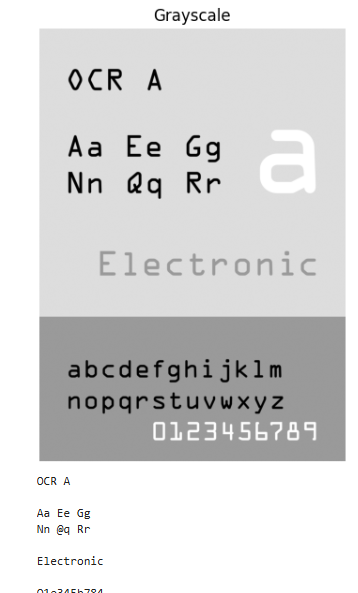 Grayscale
OCR A
Aa Ee Gg
a
Nn Qq Rr
Electronic
abcdefghijklm
nopqrstuvwxyz
0123456789
OCR A
Aa Ee Gg
Nn @q Rr
Electronic
01e345b784